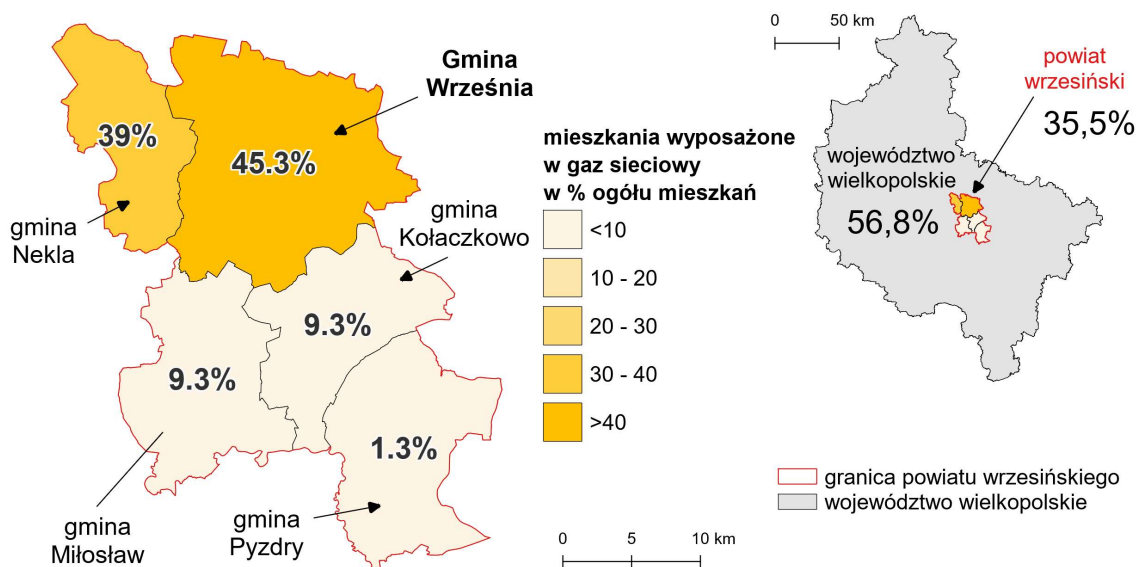 Gmina
Września
39%
45.3%
gmina
Nekla
gmina
Kołaczkowo
9.3%
9.3%
1.3%
gmina
Miłosław
gmina
Pyzdry
mieszkania wyposażone
w gaz sieciowy
w % ogółu mieszkań
<10
10 - 20
20 - 30
30 - 40
>40
0 5 10 km
0 50 km
powiat
wrzesiński
35,5%
województwo
wielkopolskie
56,8%
granica powiatu wrzesińskiego
województwo wielkopolskie